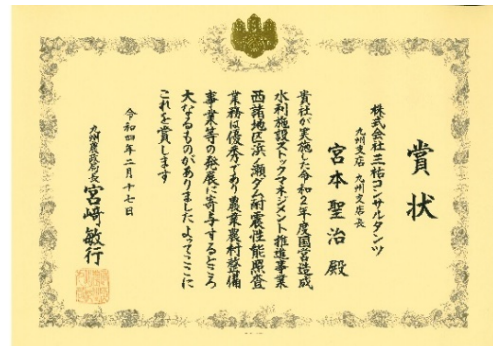 賞状
株式会社三祐コンサルタンツ
九州支店 九州支店長
宮本聖治殿
貴社が実施した令和2年度国営造成
水利施設ストックマネジメント推進事業
西諸地区浜ノ瀬ダム耐震性能照査
業務は優秀であり農業農村整備
事業等の発展に寄与するところ
大なるものがありましたよってここに
これを賞します
令和四年二月十七日
九州農政局長 宮﨑敏行